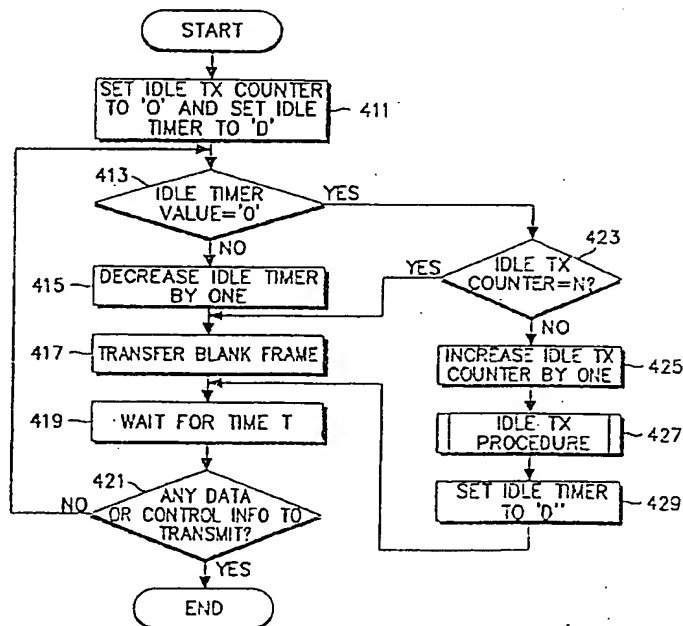 START
SET IDLE TX COUNTER
TO 'O' AND SET IDLE
TIMER TO 'D'
411
413
IDLE TIMER
VALUE='O'
YES
NO
415
DECREASE IDLE TIMER
BY ONE
YES
423
IDLE TX
COUNTER=N?
NO
417
TRANSFER BLANK FRAME
INCREASE IDLE TX
COUNTER BY ONE
425
419
WAIT FOR TIME T
IDLE TX
PROCEDURE
427
421
NO
ANY DATA
OR CONTROL INFO TO
TRANSMIT?
SET IDLE TIMER
TO 'D''
429
YES
END